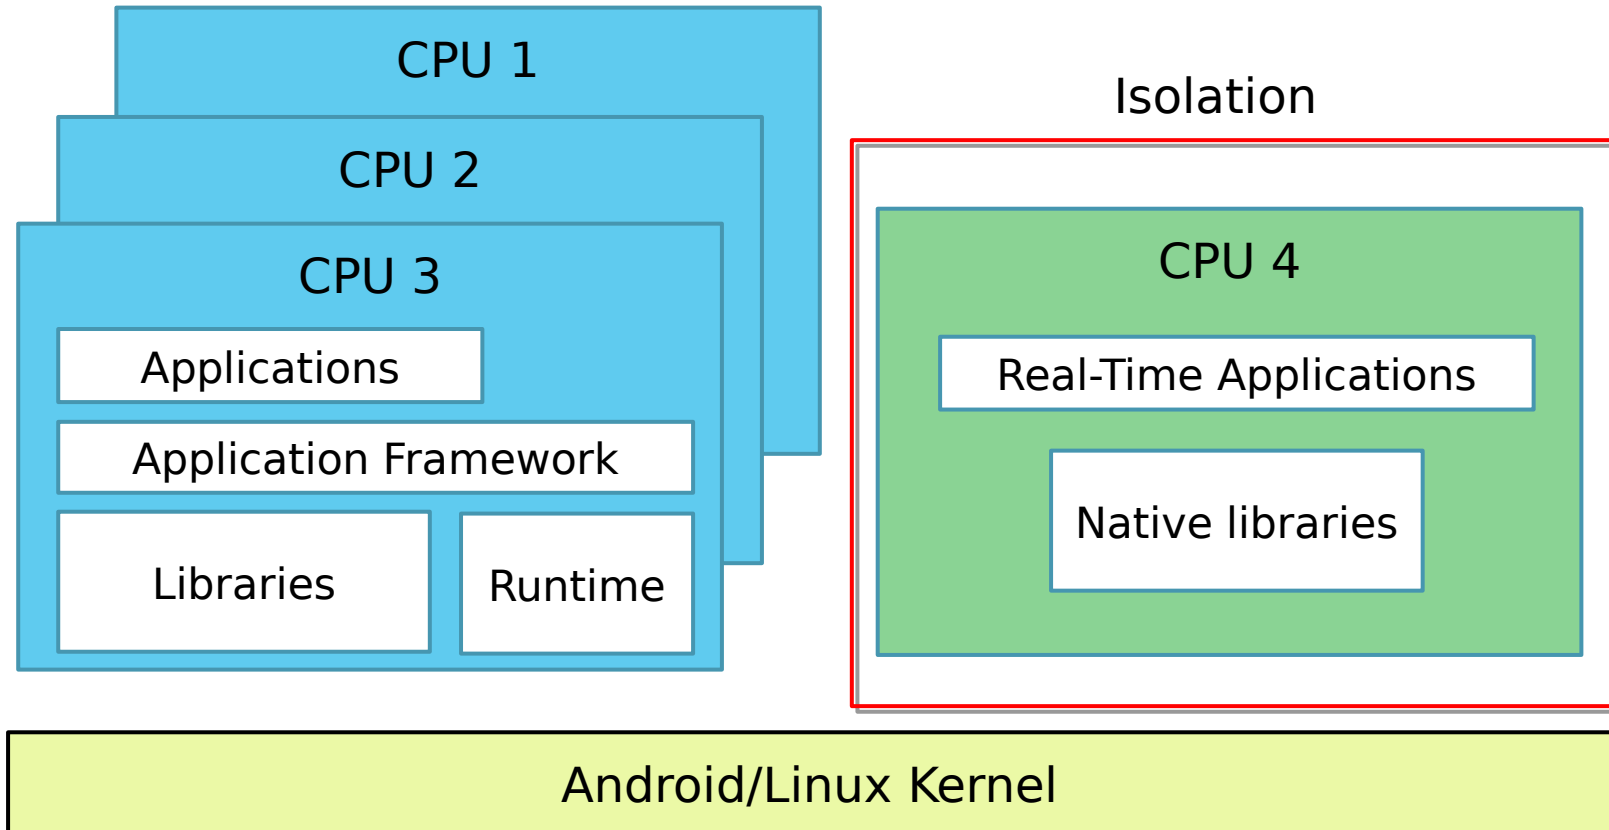 CPU 1
CPU 2
CPU 3
Applications
Application Framework
Libraries
Runtime
Isolation
CPU 4
Real-Time Applications
Native libraries
Android/Linux Kernel